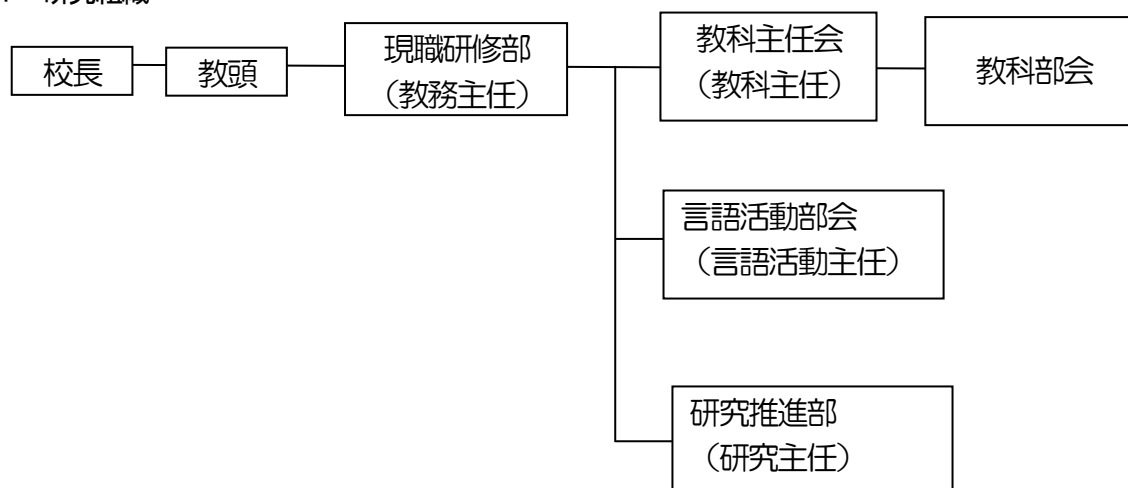 校長
教頭
現職研修部
（教務主任）
教科主任会
（教科主任）
教科部会
言語活動部会
（言語活動主任）
研究推進部
（研究主任）